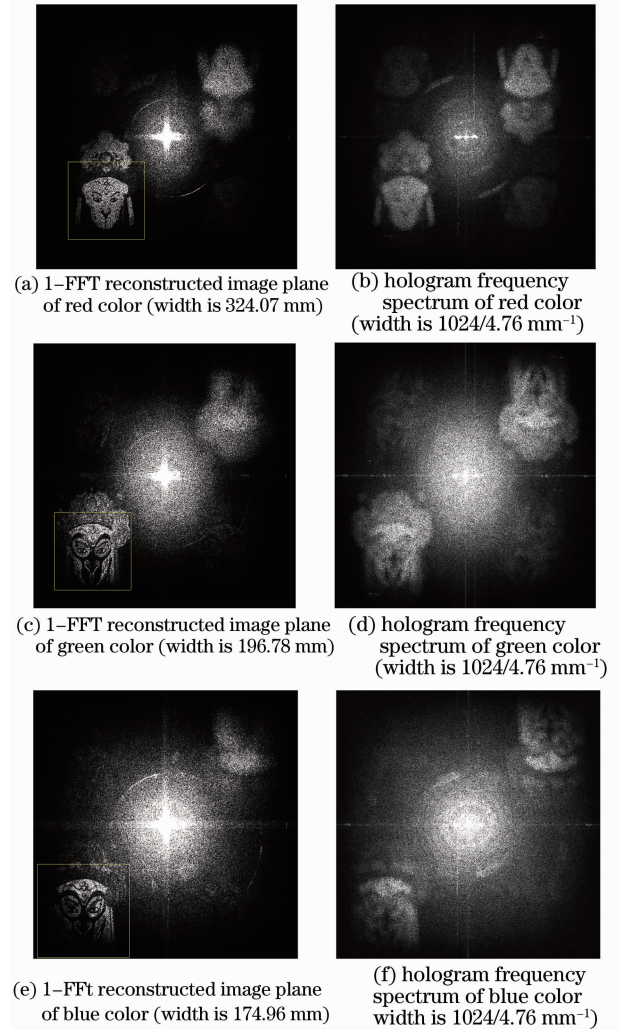 (a) 1-FFT reconstructed image plane
of red color (width is 324.07 mm)
(b) hologram frequency
spectrum of red color
(width is 1024/4.76 mm⁻¹)
(c) 1-FFT reconstructed image plane
of green color (width is 196.78 mm)
(d) hologram frequency
spectrum of green color
(width is 1024/4.76 mm⁻¹)
(e) 1-FFt reconstructed image plane
of blue color (width is 174.96 mm)
(f) hologram frequency
spectrum of blue color
width is 1024/4.76 mm⁻¹)